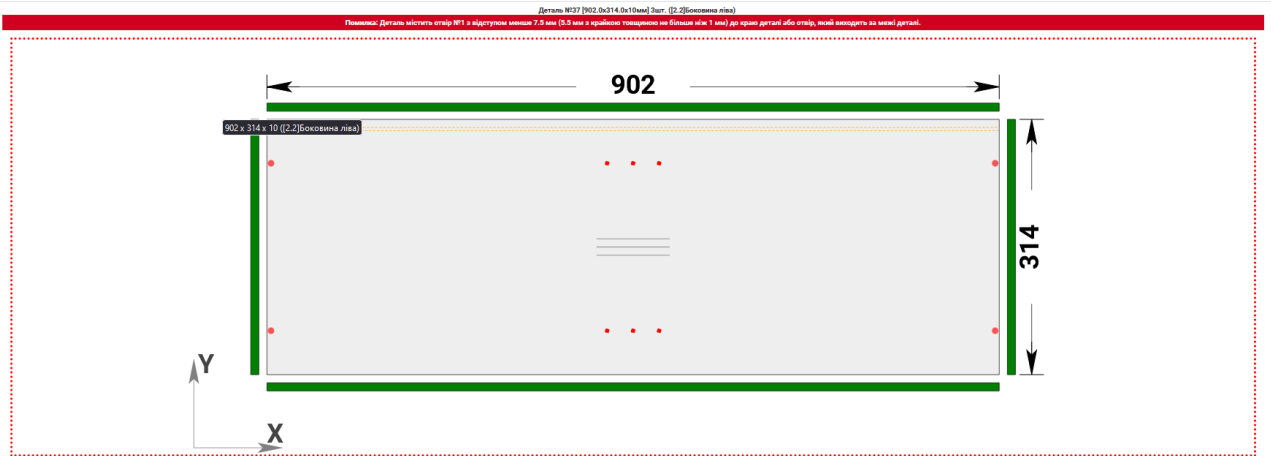 Деталь №37 [902.0x314.0x10мм] 3шт. ([2.2]Боковина ліва)
Помилка: Деталь містить отвір №1 з відступом менше 7.5 мм (5.5 мм з крайкою товщиною не більше ніж 1 мм) до краю деталі або отвір, який виходить за межі деталі.
902
902 x 314 x 10 ([2.2]Боковина ліва)
314
Y
X